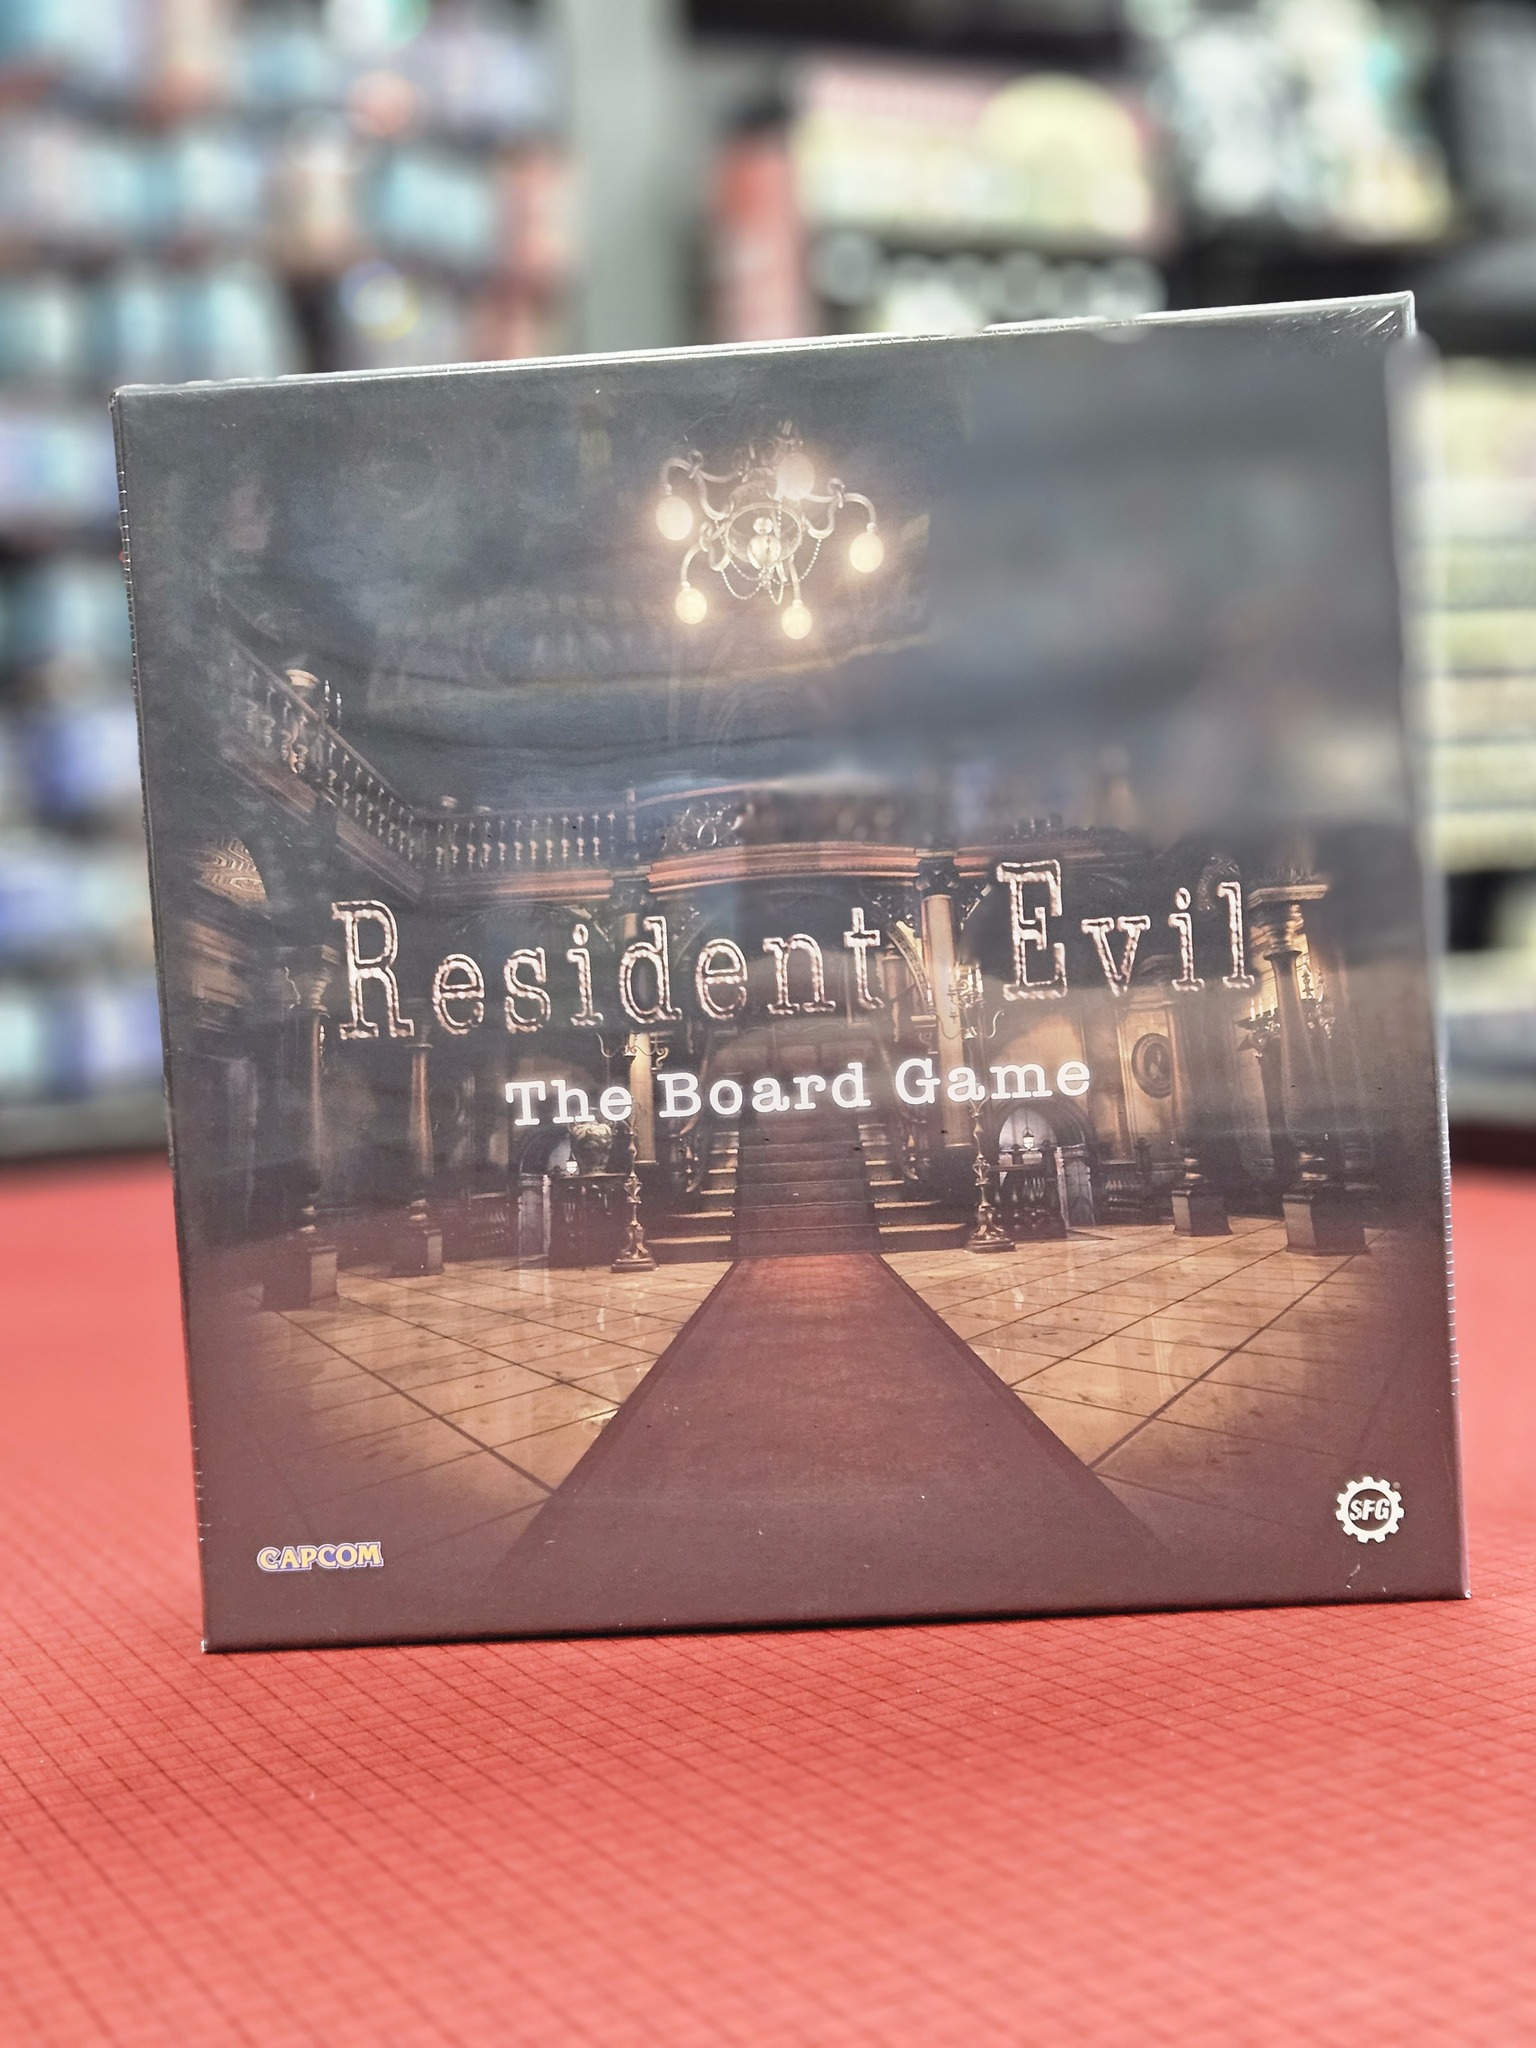 Resident Evil
The Board Game
CAPCOM
SFG